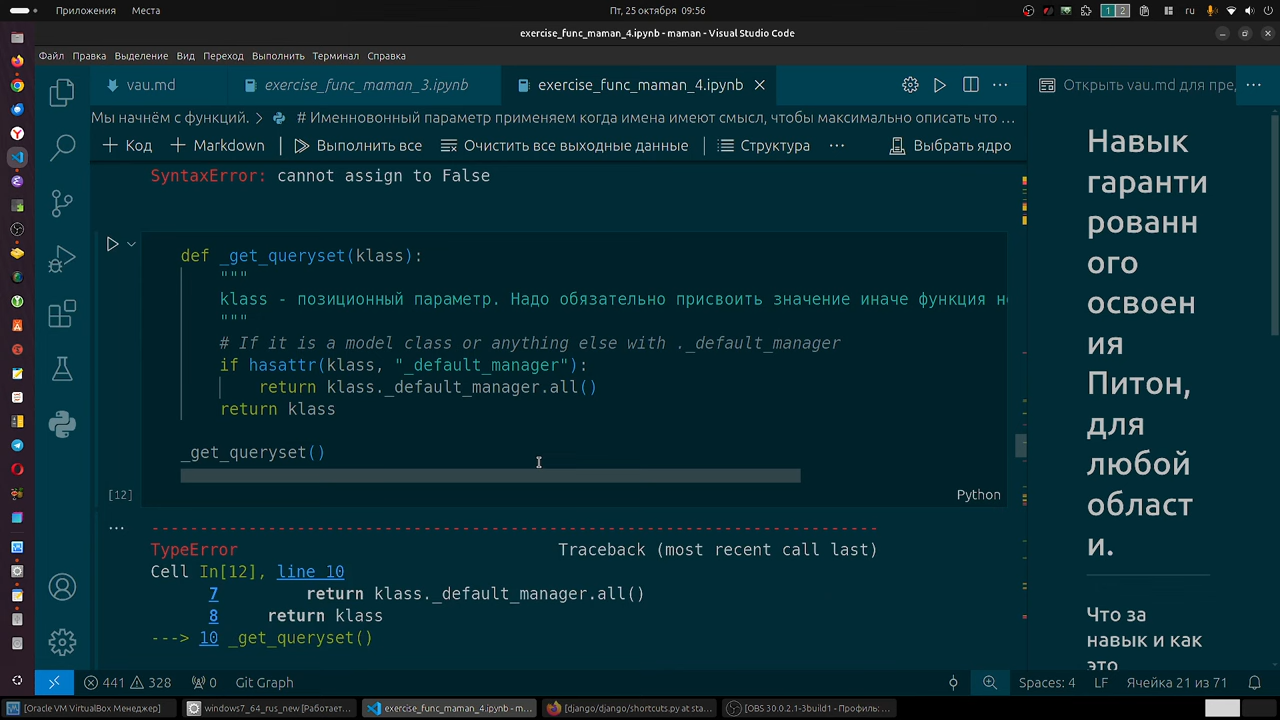 Приложения Места
Пт, 25 октября 09:56
1 2 ru
exercise_func_maman_4.ipynb - maman - Visual Studio Code
Файл Правка Выделение Вид Переход Выполнить Терминал Справка
vau.md exercise_func_maman_3.ipynb exercise_func_maman_4.ipynb
Открыть vau.md для пре
Мы начнём с функций. > # Именновонный параметр применяем когда имена имеют смысл, чтобы максимально описать что ...
+ Код + Markdown Выполнить все Очистить все выходные данные Структура ... Выбрать ядро
SyntaxError: cannot assign to False
def _get_queryset(klass):
"""
klass - позиционный параметр. Надо обязательно присвоить значение иначе функция н
"""
# If it is a model class or anything else with ._default_manager
if hasattr(klass, "_default_manager"):
return klass._default_manager.all()
return klass
_get_queryset()
[12]
Python
...
---------------------------------------------------------------------------
TypeError Traceback (most recent call last)
Cell In[12], line 10
7 return klass._default_manager.all()
8 return klass
---> 10 _get_queryset()
Навык
гаранти
рованн
ого
освоен
ия
Питон,
для
любой
област
и.
Что за
навык и как
это
441 328 0 Git Graph
Spaces: 4 LF Ячейка 21 из 71
[Oracle VM VirtualBox Менеджер] windows7_64_rus_new [Работает... exercise_func_maman_4.ipynb - m... [django/django/shortcuts.py at sta... [OBS 30.0.2.1-3build1 - Профиль: ...